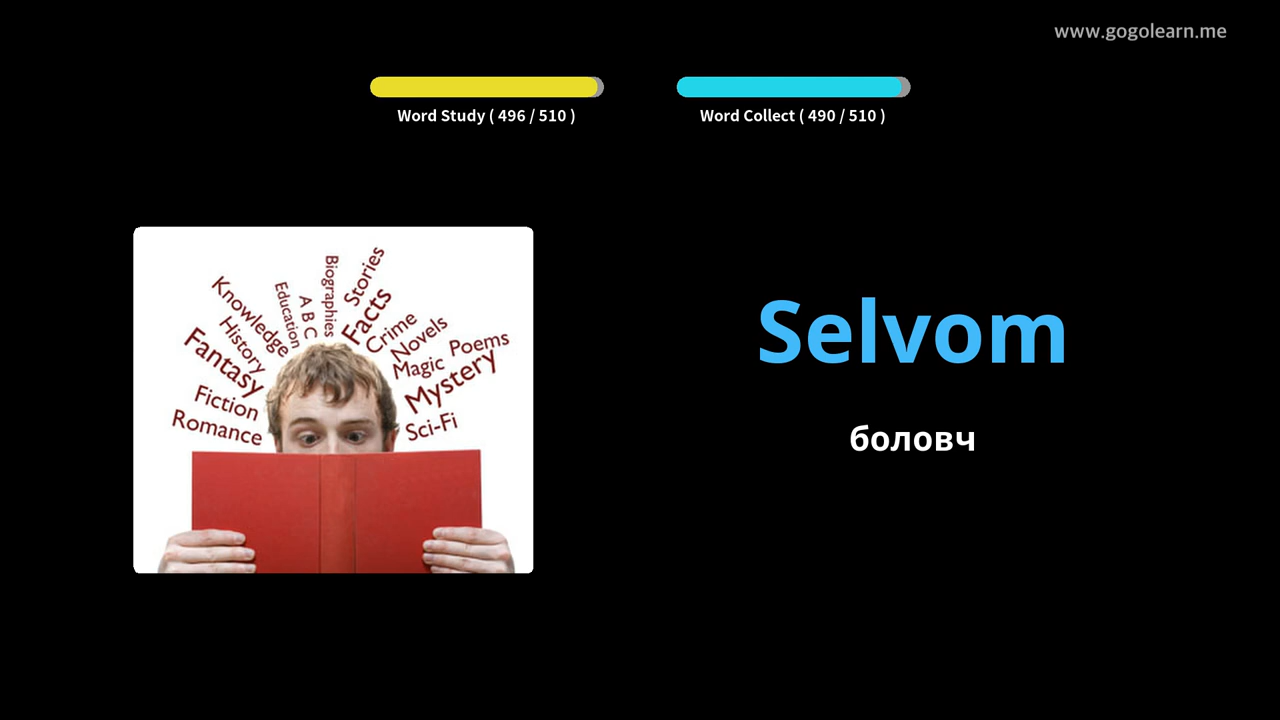 www.gogolearn.me
Word Study ( 496 / 510 )
Word Collect ( 490 / 510 )
Selvom
боловч
Romance
Fiction
Fantasy
History
Knowledge
Education
A B C
Biographies
Stories
Facts
Crime
Novels
Magic
Poems
Mystery
Sci-Fi